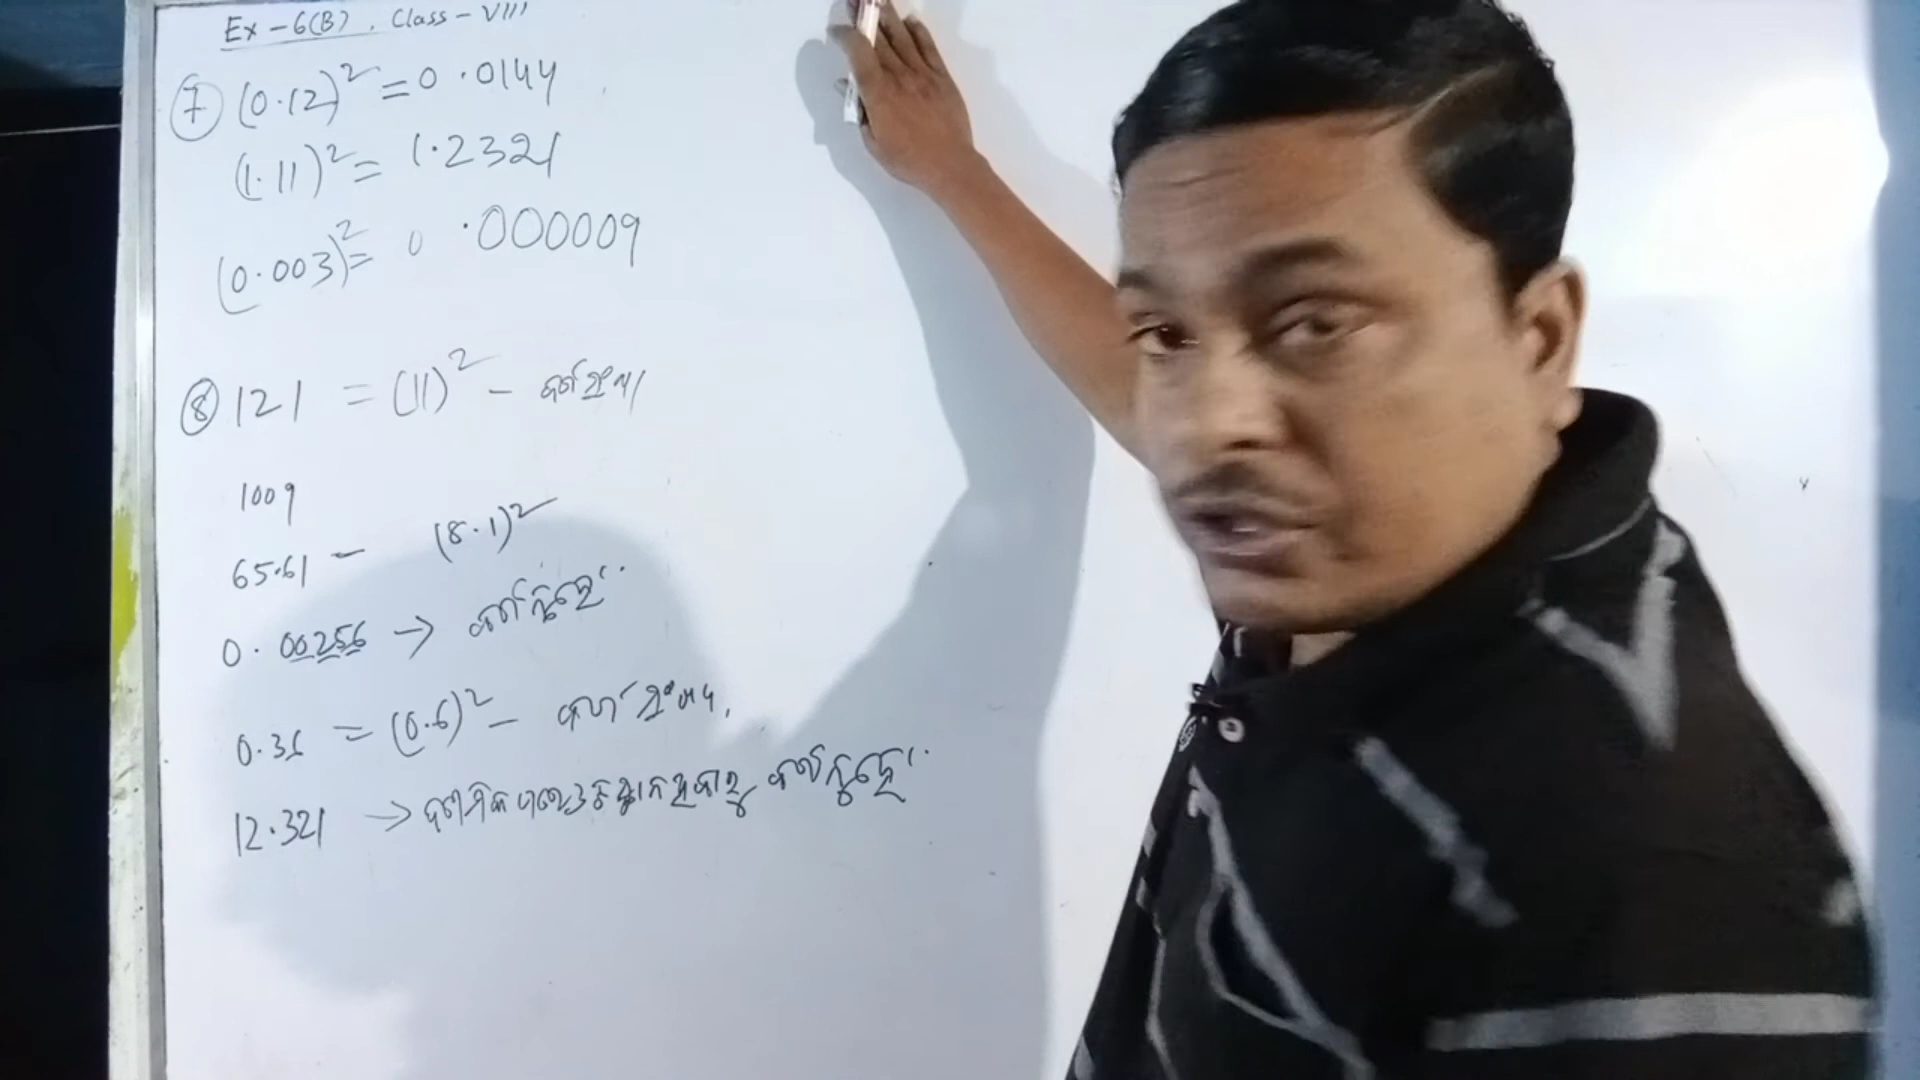 Ex - 6(B), Class - VIII
⑦ (0.12)² = 0.0144
(1.11)² = 1.2321
(0.003)² = 0.000009
⑧ 121 = (11)² - ବର୍ଗସଂଖ୍ୟା
1009
65.61 - (8.1)²
0.00256 → ବର୍ଗ ନୁହେଁ.
0.36 = (0.6)² - ବର୍ଗ ସଂଖ୍ୟା,
12.321 → ଦଶମିକ ପରେ 3ଟି ସ୍ଥାନ ଥିବାରୁ ବର୍ଗ ନୁହେଁ.